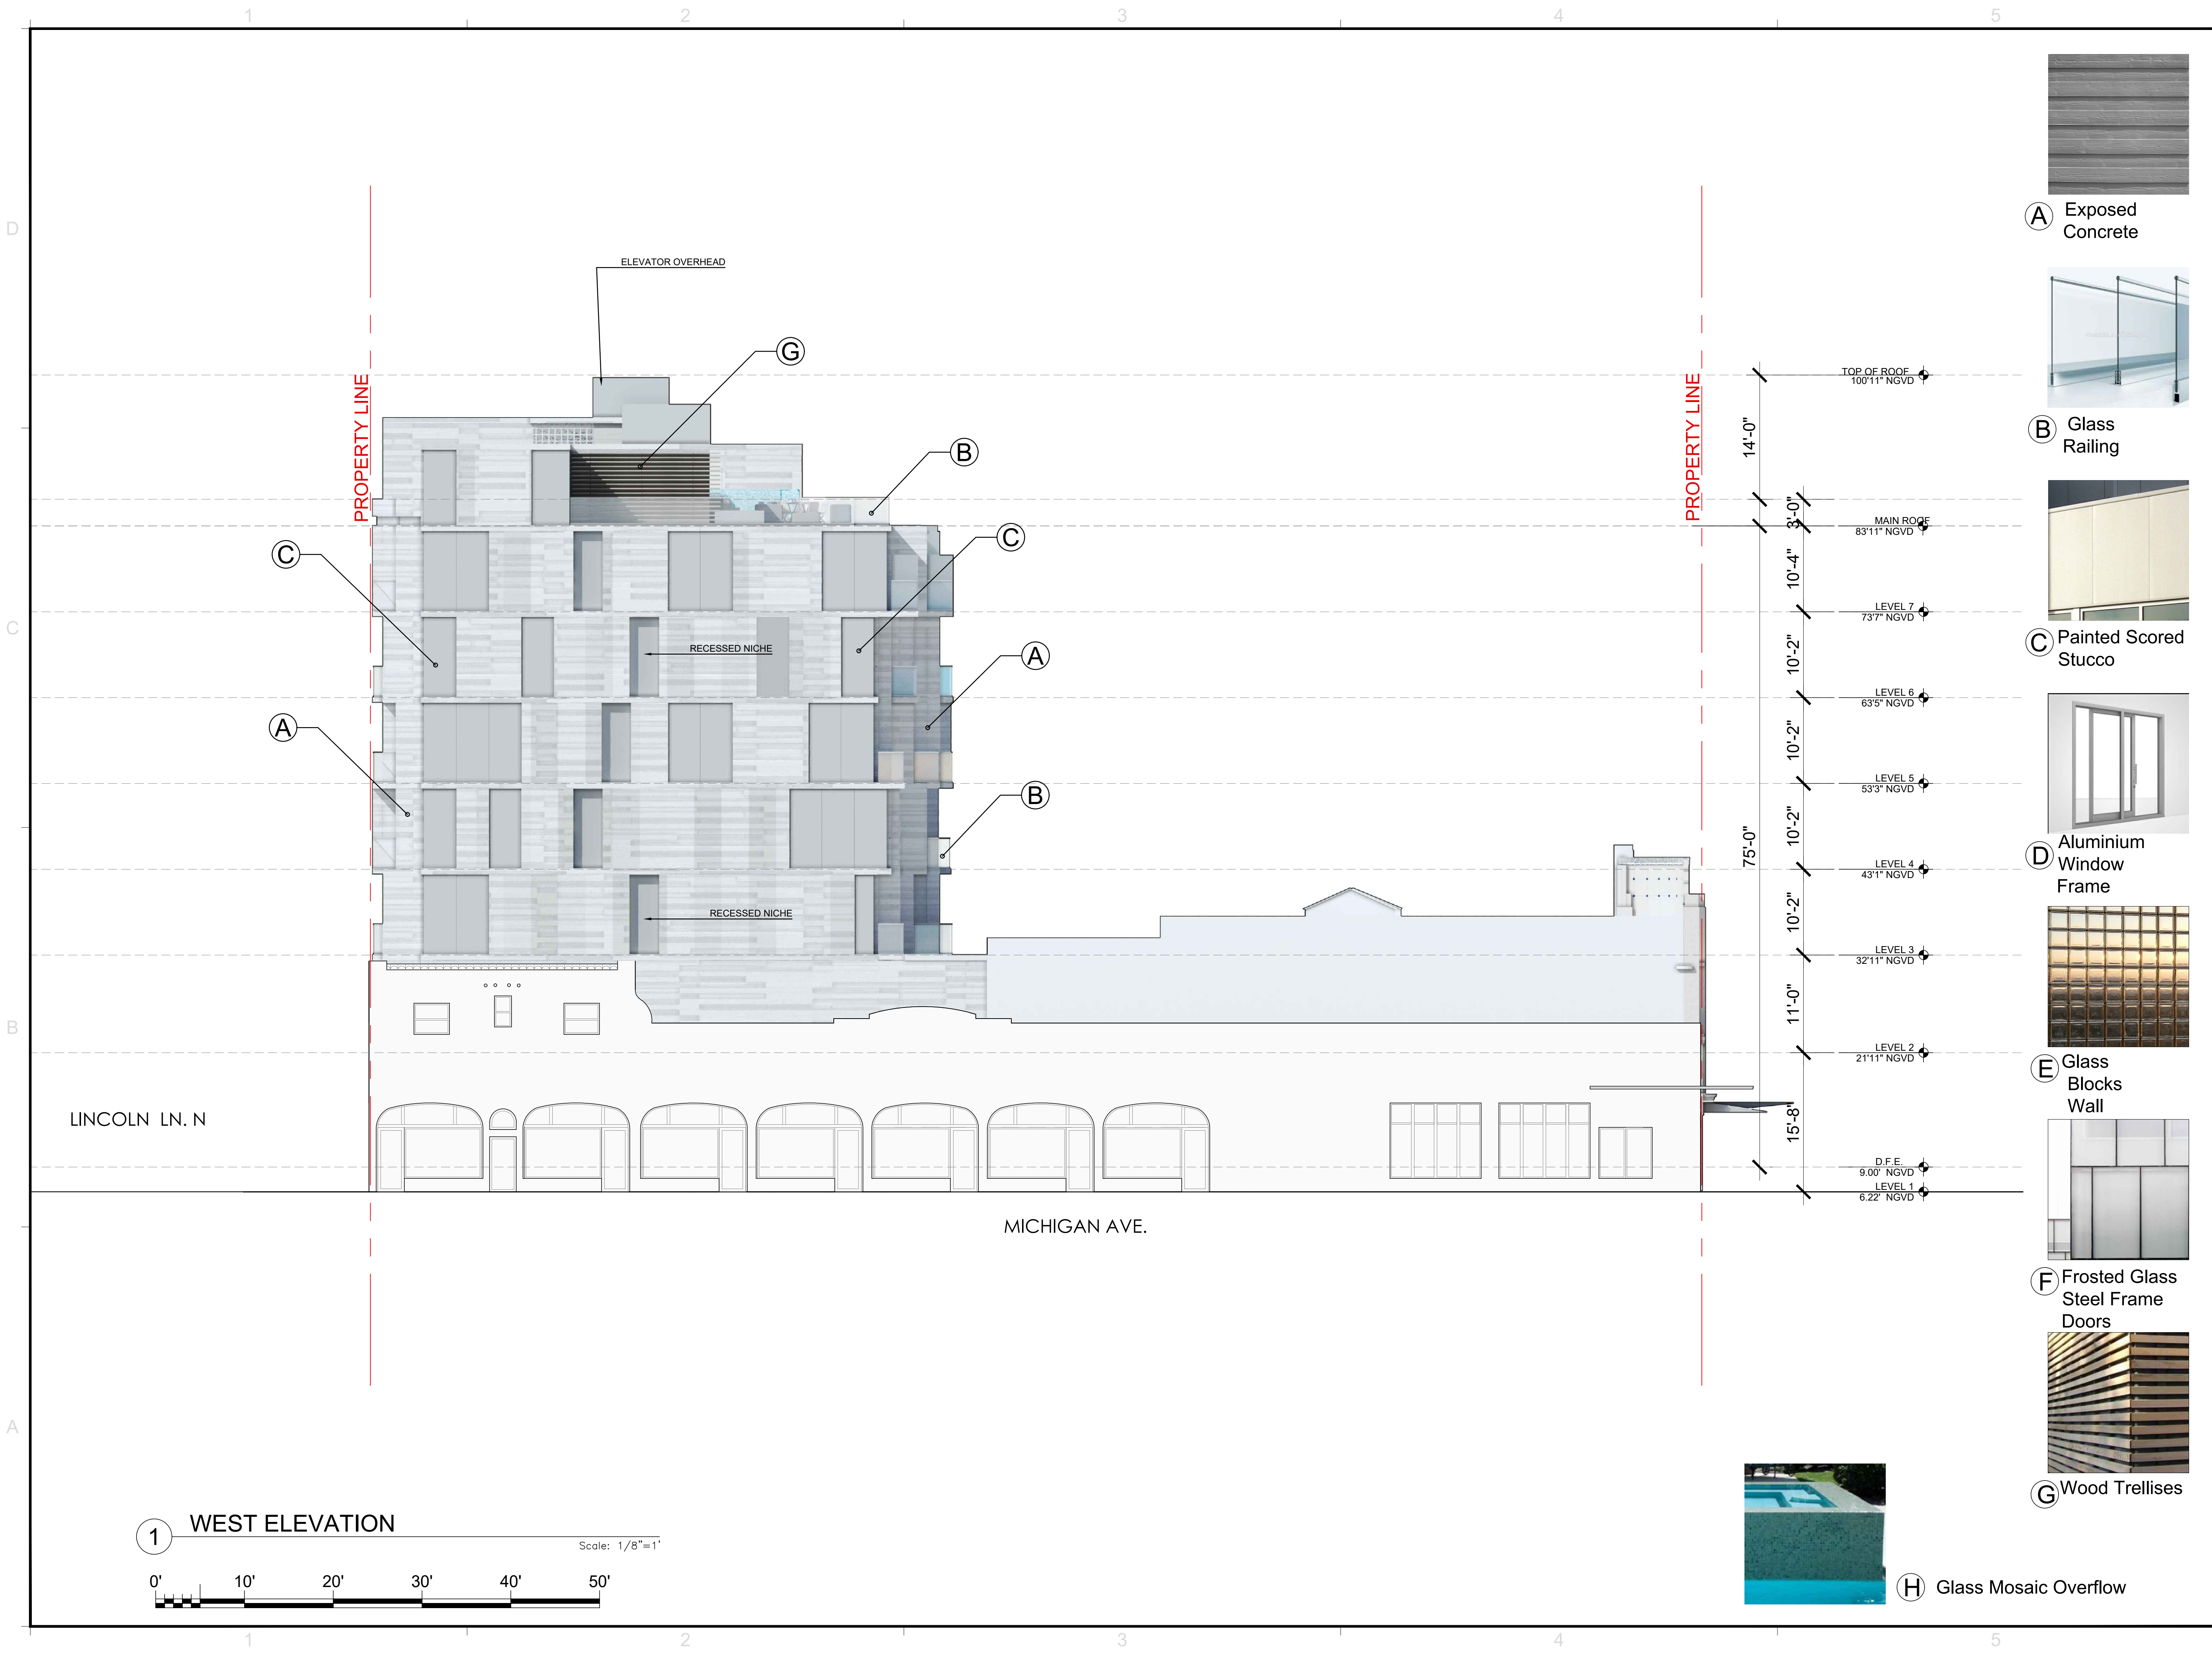 1 2 3 4 5
D
C
B
A
ELEVATOR OVERHEAD
G
B
C
C
A
A
B
RECESSED NICHE
RECESSED NICHE
PROPERTY LINE
PROPERTY LINE
14'-0"
3'-0"
10'-4"
10'-2"
10'-2"
10'-2"
10'-2"
75'-0"
11'-0"
15'-8"
TOP OF ROOF
100'11" NGVD
MAIN ROOF
83'11" NGVD
LEVEL 7
73'7" NGVD
LEVEL 6
63'5" NGVD
LEVEL 5
53'3" NGVD
LEVEL 4
43'1" NGVD
LEVEL 3
32'11" NGVD
LEVEL 2
21'11" NGVD
D.F.E.
9.00' NGVD
LEVEL 1
6.22' NGVD
LINCOLN LN. N
MICHIGAN AVE.
A Exposed
Concrete
B Glass
Railing
C Painted Scored
Stucco
D Aluminium
Window
Frame
E Glass
Blocks
Wall
F Frosted Glass
Steel Frame
Doors
G Wood Trellises
H Glass Mosaic Overflow
1 WEST ELEVATION
Scale: 1/8"=1'
0' 10' 20' 30' 40' 50'
1 2 3 4 5